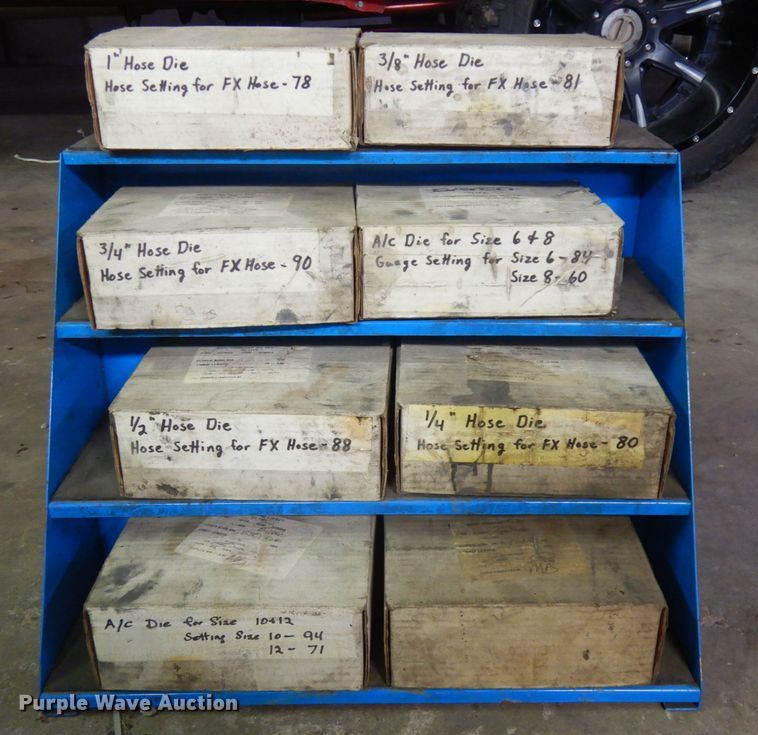 1" Hose Die
Hose Setting for FX Hose - 78
3/8" Hose Die
Hose Setting for FX Hose - 81
3/4" Hose Die
Hose Setting for FX Hose - 90
A/C Die for Size 6 & 8
Guage Setting for Size 6 - 84
Size 8 - 60
1/2" Hose Die
Hose Setting for FX Hose - 88
1/4" Hose Die
Hose Setting for FX Hose - 80
A/C Die for Size 10&12
Setting Size 10 - 94
12 - 71
Purple Wave Auction